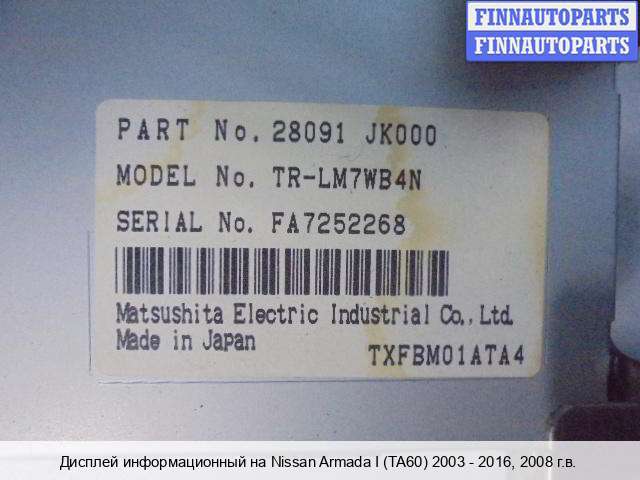 FINNAUTOPARTS
FINNAUTOPARTS
PART No. 28091 JK000
MODEL No. TR-LM7WB4N
SERIAL No. FA7252268
Matsushita Electric Industrial Co., Ltd.
Made in Japan
TXFBM01ATA4
Дисплей информационный на Nissan Armada I (TA60) 2003 - 2016, 2008 г.в.